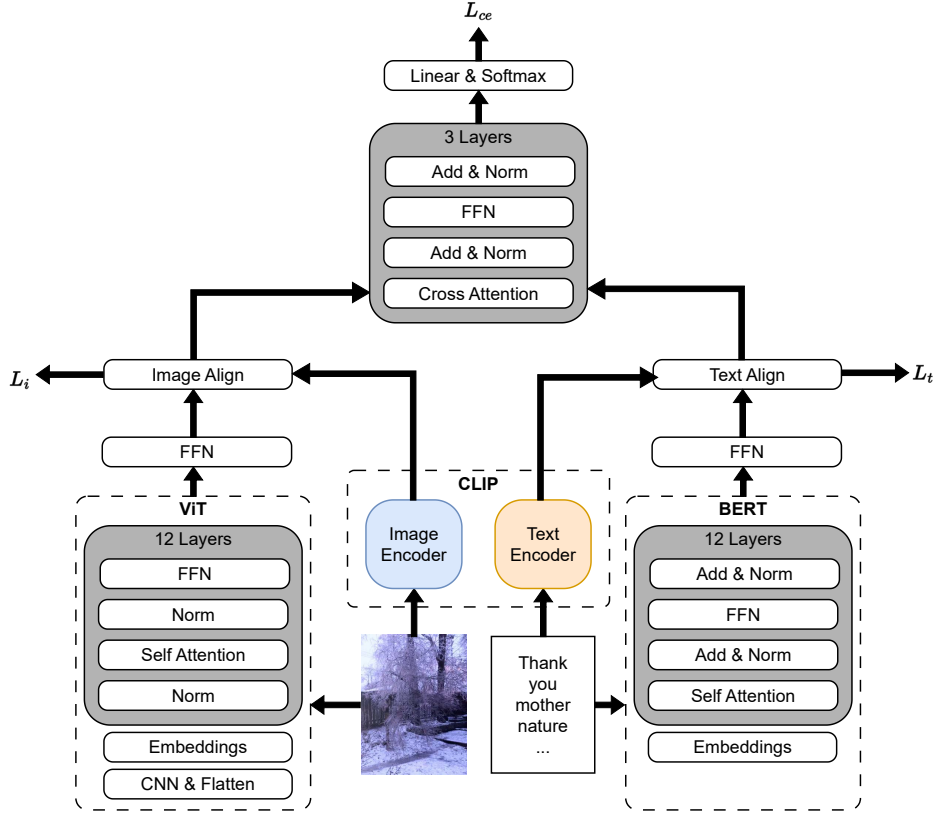 L_ce
Linear & Softmax
3 Layers
Add & Norm
FFN
Add & Norm
Cross Attention
L_i
Image Align
Text Align
L_t
FFN
FFN
CLIP
Image
Encoder
Text
Encoder
ViT
12 Layers
FFN
Norm
Self Attention
Norm
Embeddings
CNN & Flatten
Thank
you
mother
nature
...
BERT
12 Layers
Add & Norm
FFN
Add & Norm
Self Attention
Embeddings